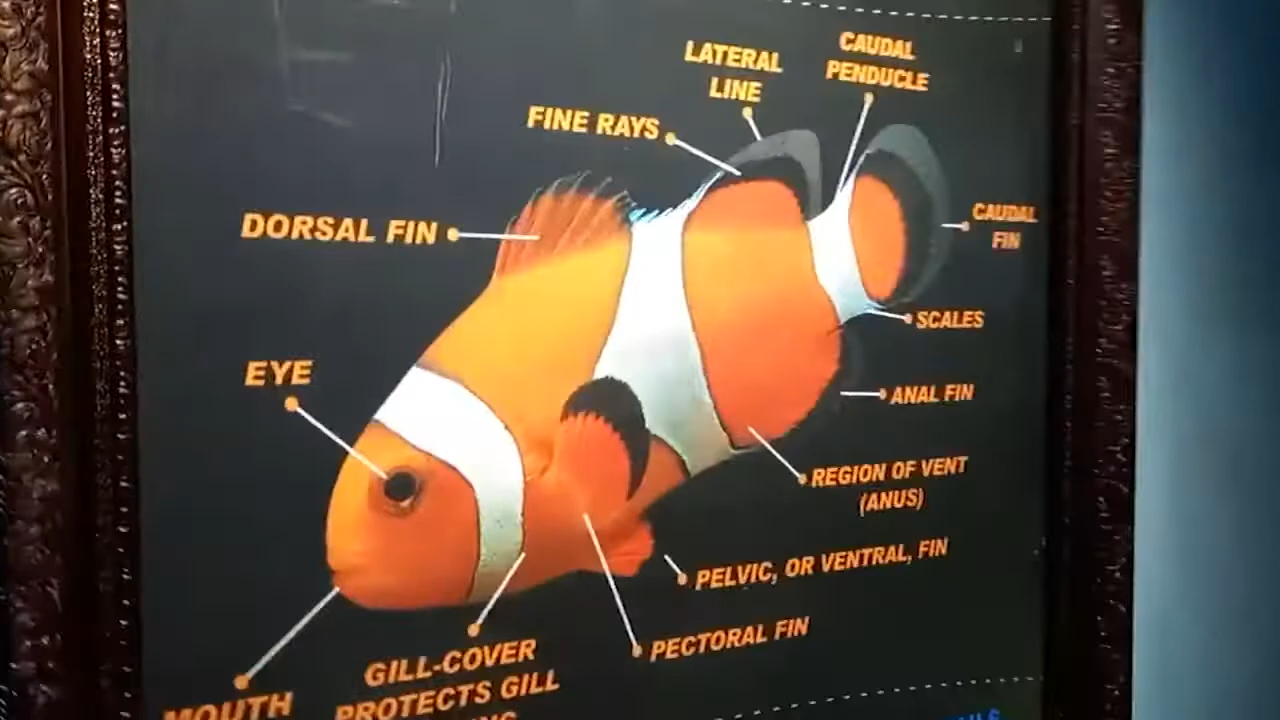 LATERAL
LINE
CAUDAL
PENDUCLE
FINE RAYS
DORSAL FIN
CAUDAL
FIN
SCALES
EYE
ANAL FIN
REGION OF VENT
(ANUS)
PELVIC, OR VENTRAL, FIN
PECTORAL FIN
GILL-COVER
PROTECTS GILL
MOUTH